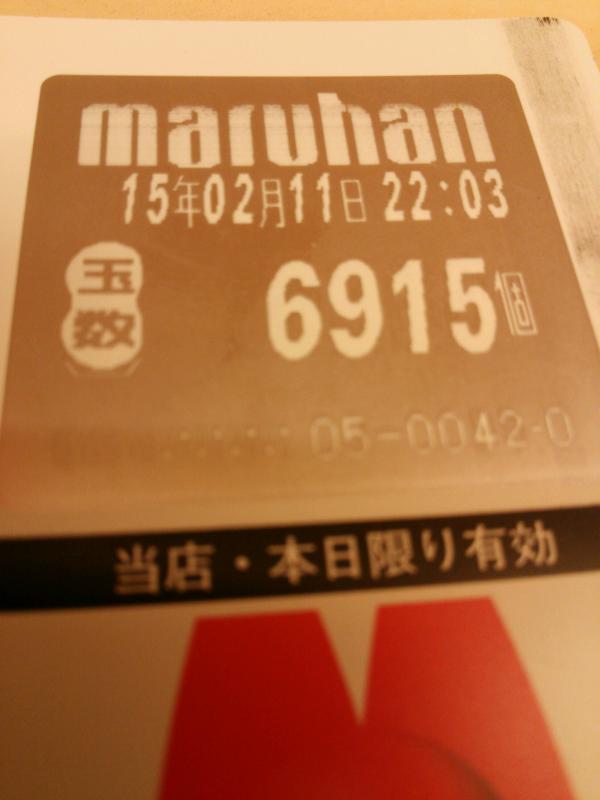 maruhan
15年02月11日 22:03
玉数 6915個
05-0042-0
当店・本日限り有効